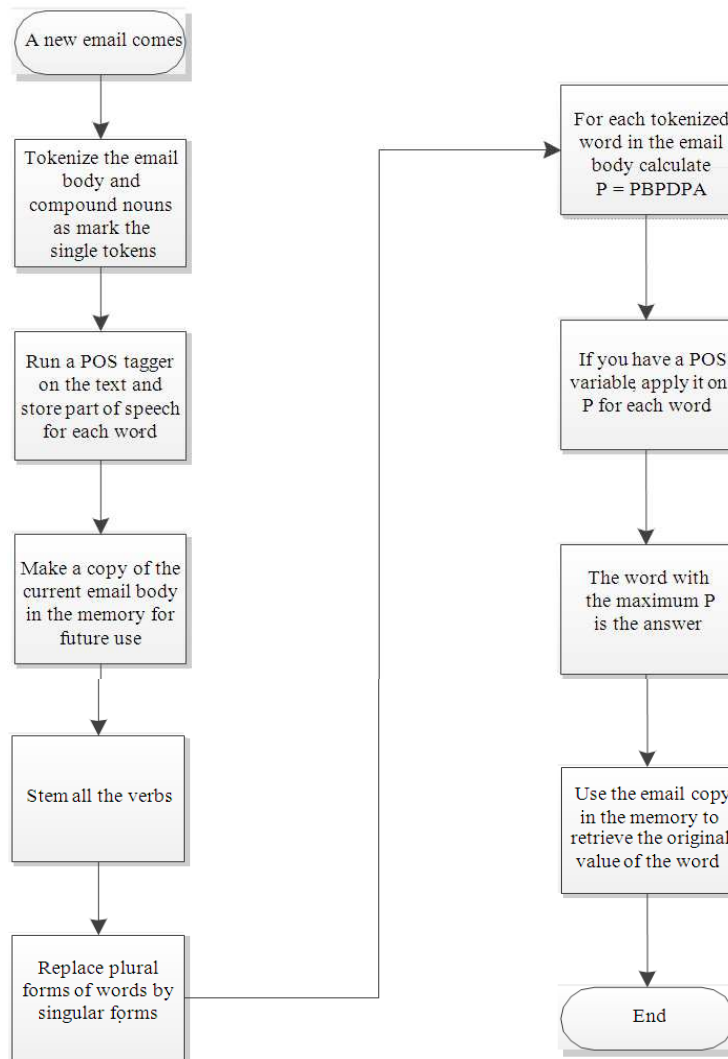 A new email comes
Tokenize the email
body and
compound nouns
as mark the
single tokens
Run a POS tagger
on the text and
store part of speech
for each word
Make a copy of the
current email body
in the memory for
future use
Stem all the verbs
Replace plural
forms of words by
singular forms
For each tokenized
word in the email
body calculate
P = PBPDPA
If you have a POS
variable, apply it on
P for each word
The word with
the maximum P
is the answer
Use the email copy
in the memory to
retrieve the original
value of the word
End